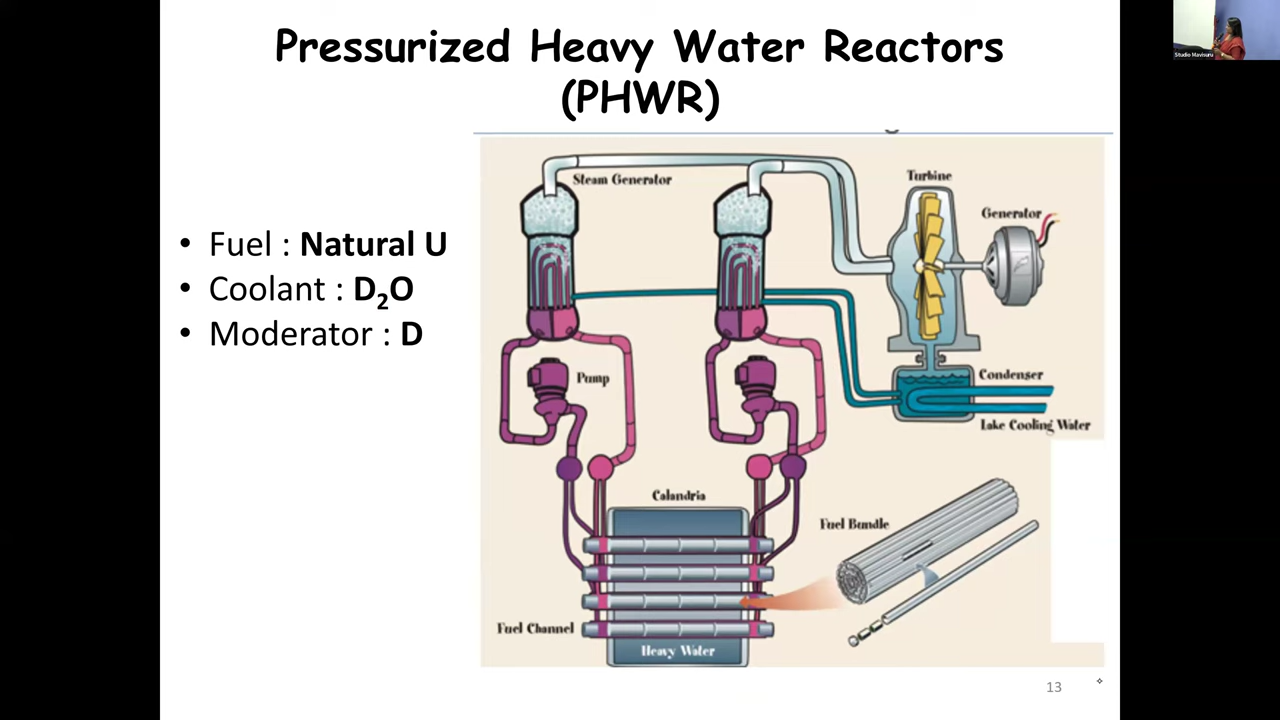 Pressurized Heavy Water Reactors
(PHWR)
Studio Mavisuru
• Fuel : Natural U
• Coolant : D₂O
• Moderator : D
Steam Generator
Turbine
Generator
Pump
Condenser
Lake Cooling Water
Calandria
Fuel Bundle
Fuel Channel
Heavy Water
13